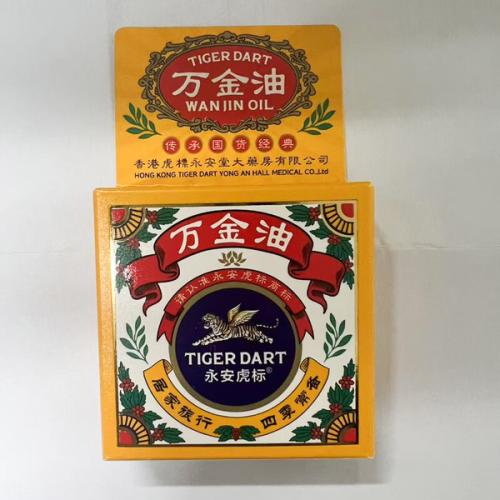 TIGER DART
万金油
WANJIN OIL
传承国货经典
香港虎標永安堂大藥房有限公司
HONG KONG TIGER DART YONG AN HALL MEDICAL CO.,Ltd
万金油
请认准永安虎标商标
TIGER DART
永安虎标®
居家旅行 四季常备